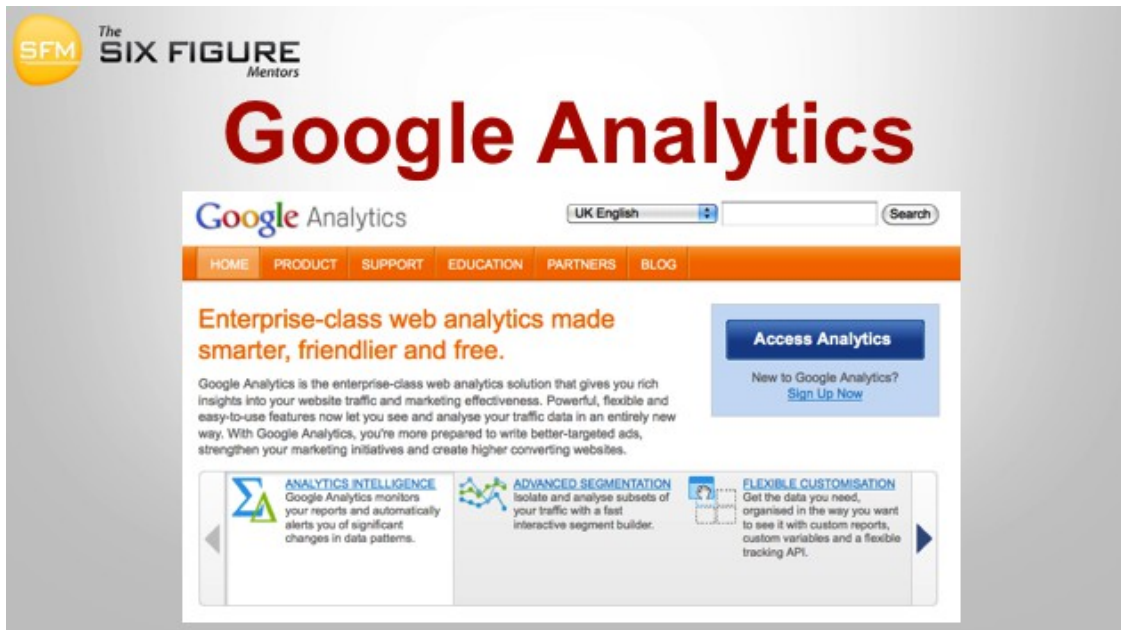 SFM
The
SIX FIGURE
Mentors
Google Analytics
Google Analytics
UK English
Search
HOME PRODUCT SUPPORT EDUCATION PARTNERS BLOG
Enterprise-class web analytics made
smarter, friendlier and free.
Google Analytics is the enterprise-class web analytics solution that gives you rich
insights into your website traffic and marketing effectiveness. Powerful, flexible and
easy-to-use features now let you see and analyse your traffic data in an entirely new
way. With Google Analytics, you're more prepared to write better-targeted ads,
strengthen your marketing initiatives and create higher converting websites.
Access Analytics
New to Google Analytics?
Sign Up Now
ANALYTICS INTELLIGENCE
Google Analytics monitors
your reports and automatically
alerts you of significant
changes in data patterns.
ADVANCED SEGMENTATION
Isolate and analyse subsets of
your traffic with a fast
interactive segment builder.
FLEXIBLE CUSTOMISATION
Get the data you need,
organised in the way you want
to see it with custom reports,
custom variables and a flexible
tracking API.